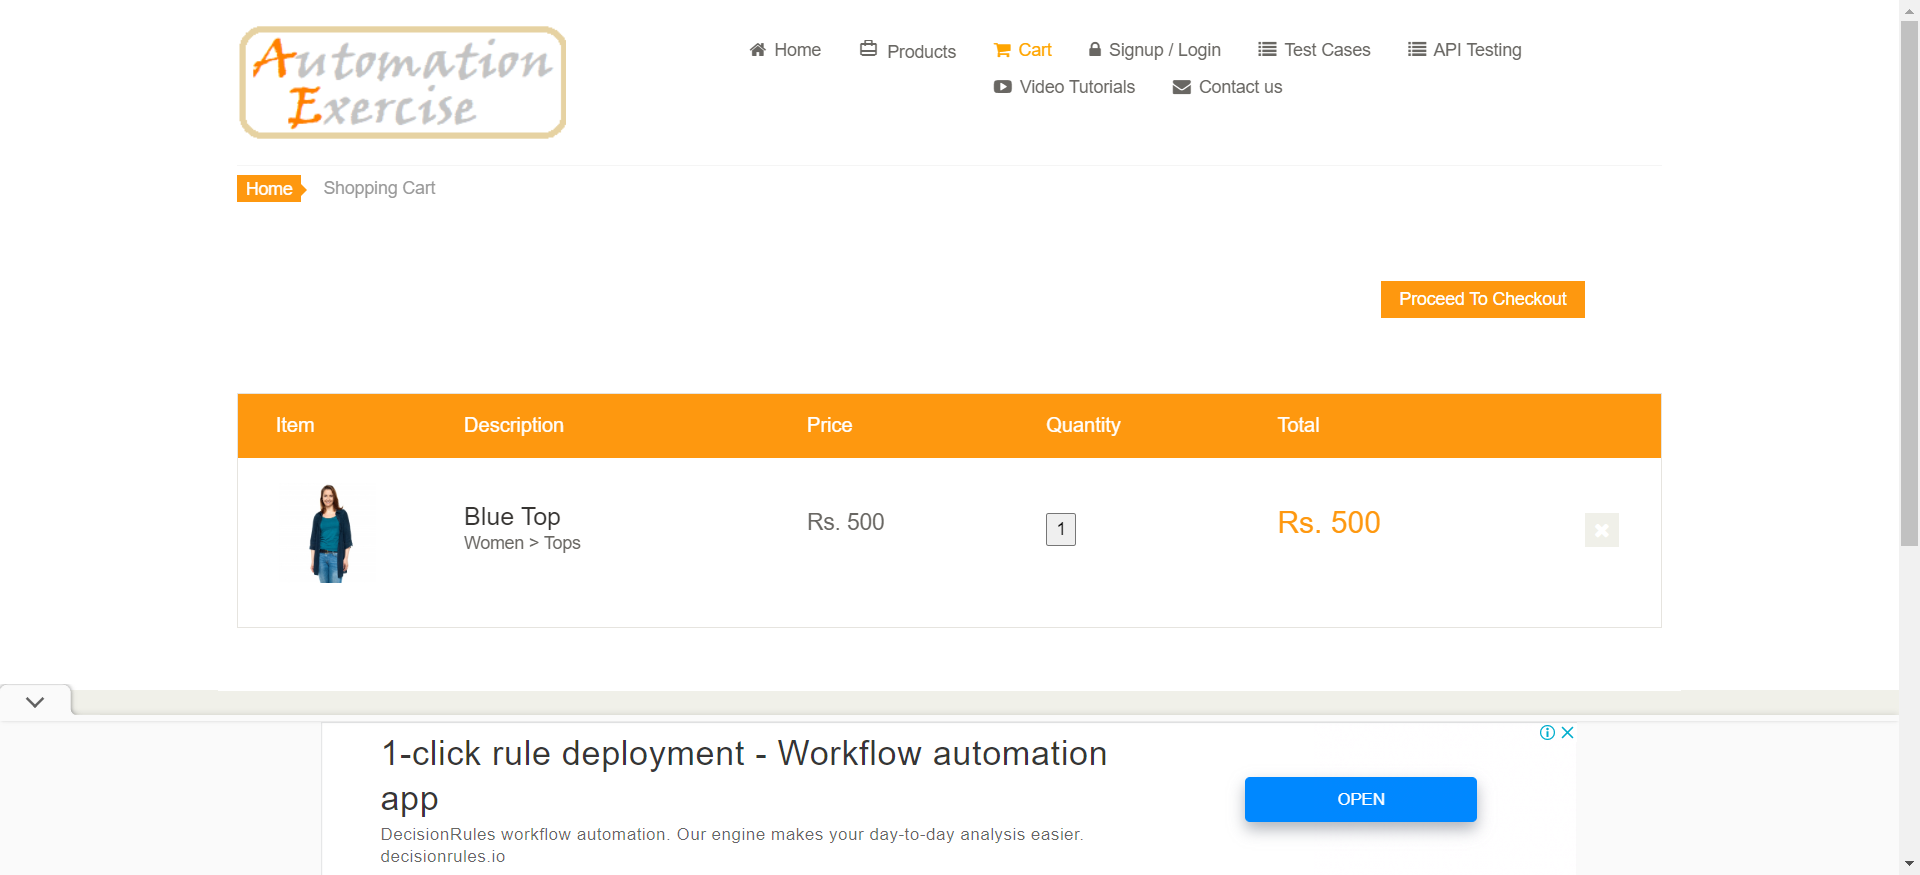 Automation
Exercise
Home
Products
Cart
Signup / Login
Test Cases
API Testing
Video Tutorials
Contact us
Home
Shopping Cart
Proceed To Checkout
Item Description Price Quantity Total
Blue Top
Women > Tops
Rs. 500
1
Rs. 500
1-click rule deployment - Workflow automation
app
DecisionRules workflow automation. Our engine makes your day-to-day analysis easier.
decisionrules.io
OPEN